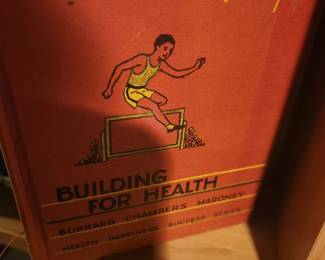 BUILDING
FOR HEALTH
BURKARD CHAMBERS MARONEY
HEALTH HAPPINESS SUCCESS SERIES